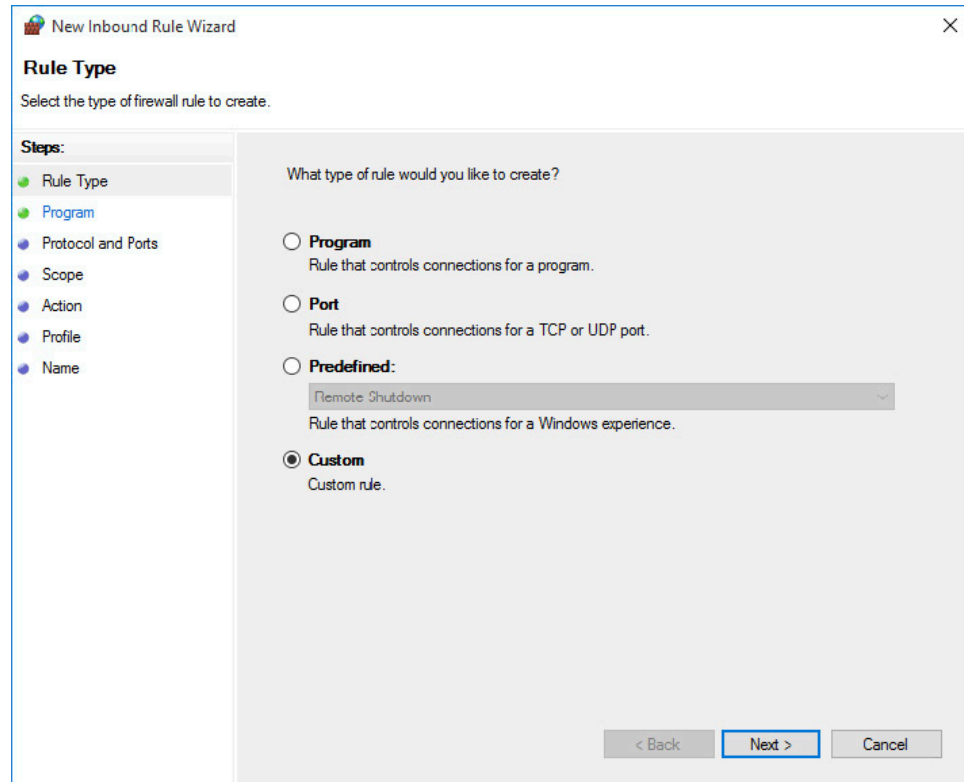 New Inbound Rule Wizard
Rule Type
Select the type of firewall rule to create.
Steps:
Rule Type
Program
Protocol and Ports
Scope
Action
Profile
Name
What type of rule would you like to create?
Program
Rule that controls connections for a program.
Port
Rule that controls connections for a TCP or UDP port.
Predefined:
Remote Shutdown
Rule that controls connections for a Windows experience.
Custom
Custom rule.
< Back Next > Cancel